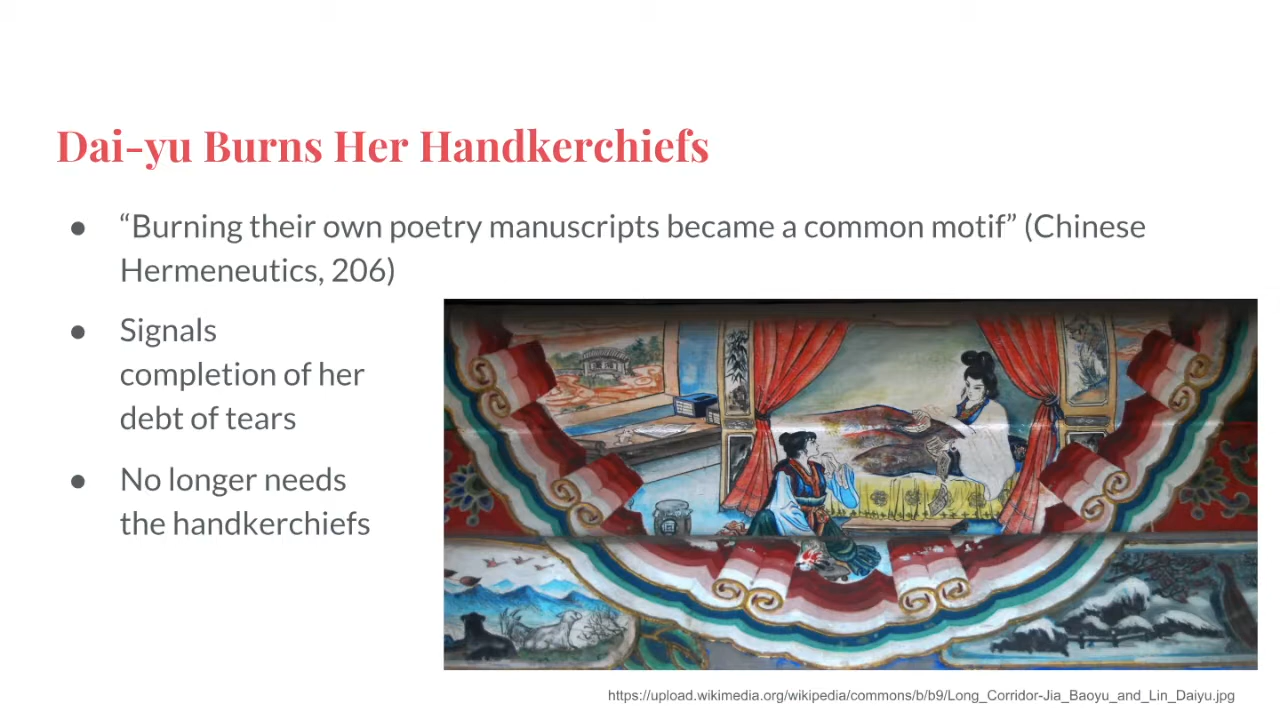 Dai-yu Burns Her Handkerchiefs
● “Burning their own poetry manuscripts became a common motif” (Chinese
Hermeneutics, 206)
● Signals
completion of her
debt of tears
● No longer needs
the handkerchiefs
https://upload.wikimedia.org/wikipedia/commons/b/b9/Long_Corridor-Jia_Baoyu_and_Lin_Daiyu.jpg